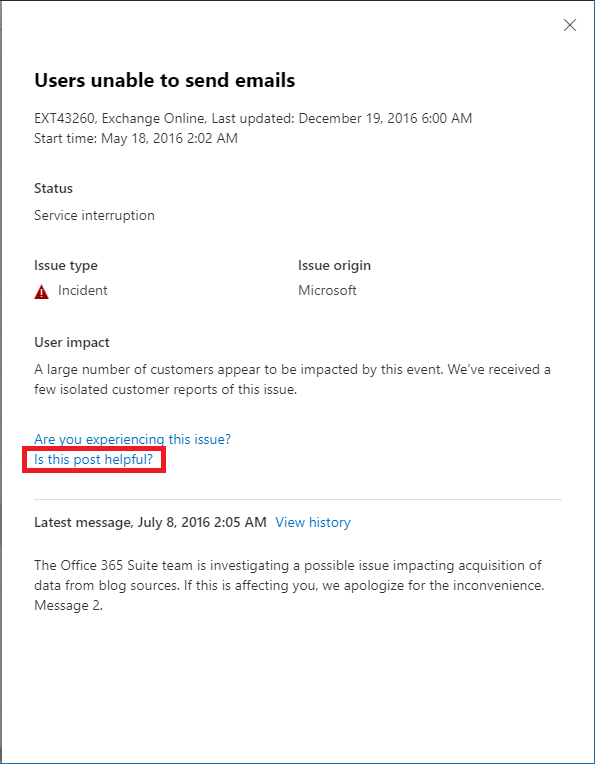 Users unable to send emails
EXT43260, Exchange Online, Last updated: December 19, 2016 6:00 AM
Start time: May 18, 2016 2:02 AM
Status
Service interruption
Issue type
Issue origin
Incident
Microsoft
User impact
A large number of customers appear to be impacted by this event. We've received a
few isolated customer reports of this issue.
Are you experiencing this issue?
Is this post helpful?
Latest message, July 8, 2016 2:05 AM View history
The Office 365 Suite team is investigating a possible issue impacting acquisition of
data from blog sources. If this is affecting you, we apologize for the inconvenience.
Message 2.